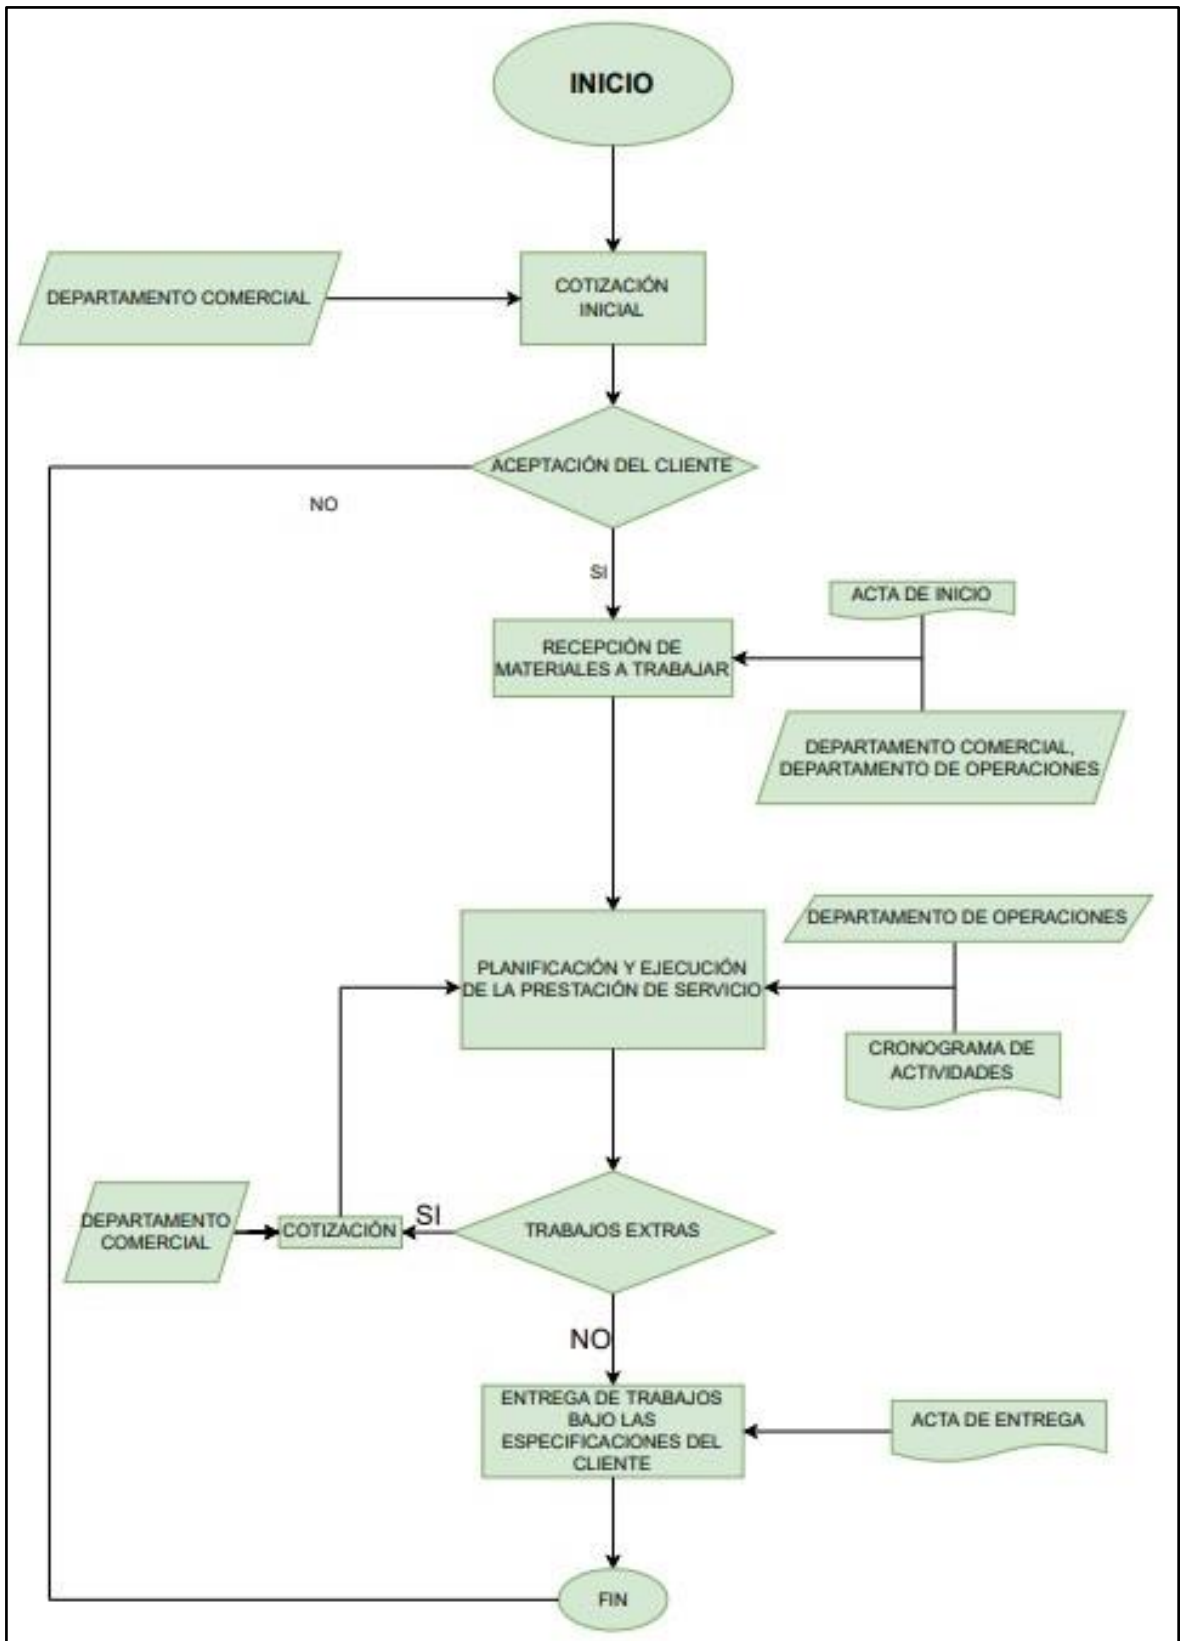 INICIO
DEPARTAMENTO COMERCIAL
COTIZACIÓN
INICIAL
ACEPTACIÓN DEL CLIENTE
NO
SI
ACTA DE INICIO
RECEPCIÓN DE
MATERIALES A TRABAJAR
DEPARTAMENTO COMERCIAL,
DEPARTAMENTO DE OPERACIONES
DEPARTAMENTO DE OPERACIONES
PLANIFICACIÓN Y EJECUCIÓN
DE LA PRESTACIÓN DE SERVICIO
CRONOGRAMA DE
ACTIVIDADES
DEPARTAMENTO
COMERCIAL
COTIZACIÓN
SI
TRABAJOS EXTRAS
NO
ENTREGA DE TRABAJOS
BAJO LAS
ESPECIFICACIONES DEL
CLIENTE
ACTA DE ENTREGA
FIN